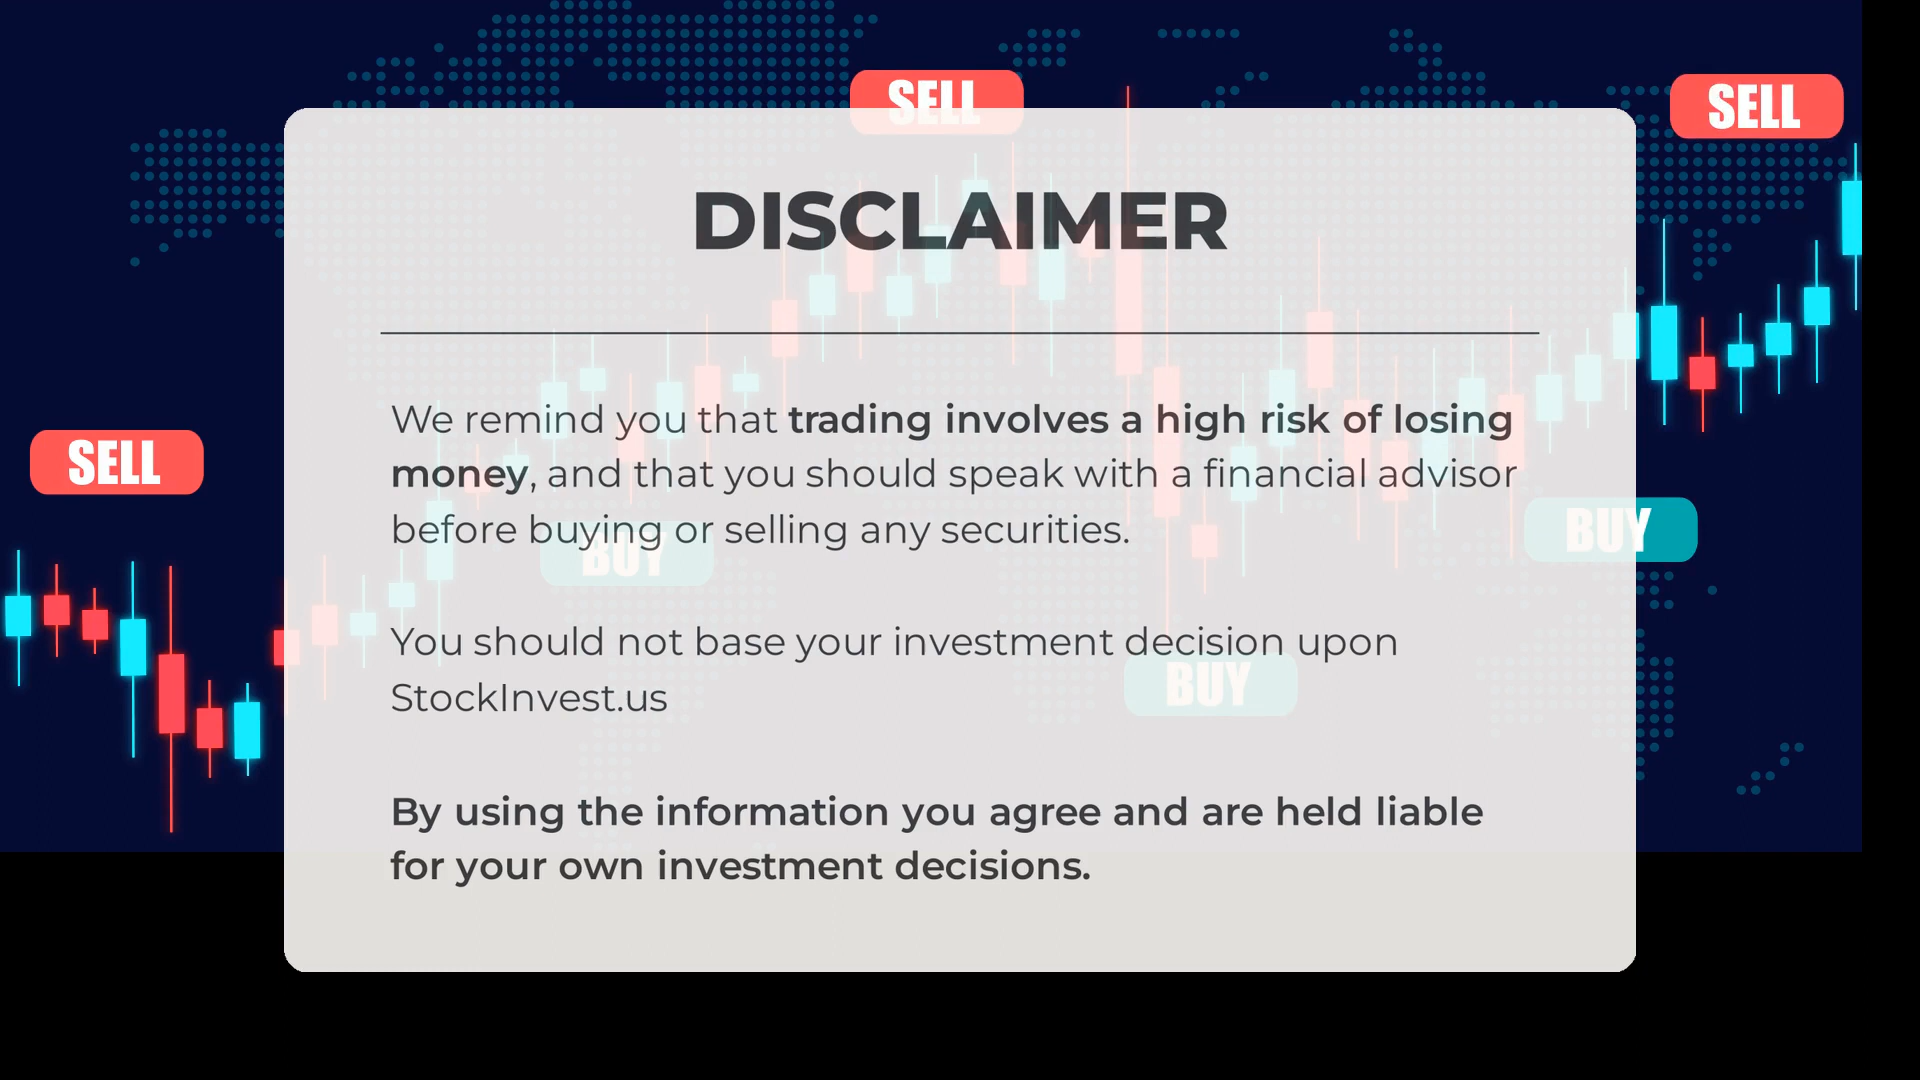 SELL
SELL
DISCLAIMER
We remind you that trading involves a high risk of losing
money, and that you should speak with a financial advisor
before buying or selling any securities.
SELL
BUY
BUY
You should not base your investment decision upon
StockInvest.us
BUY
By using the information you agree and are held liable
for your own investment decisions.